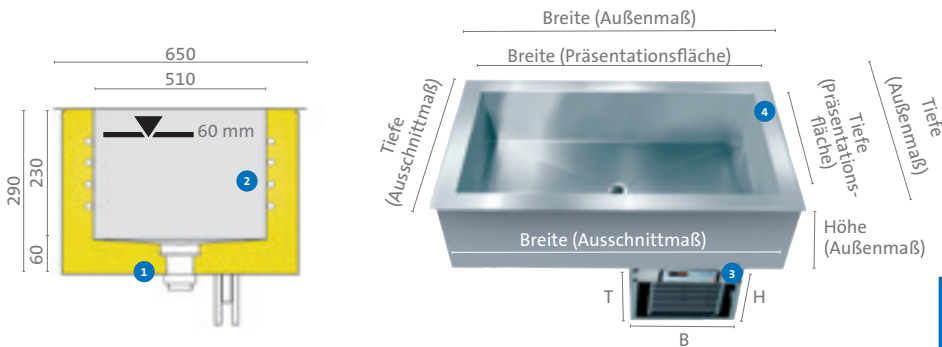 650
510
60 mm
290
230
60
2
1
Breite (Außenmaß)
Breite (Präsentationsfläche)
Tiefe
(Ausschnittmaß)
4
Tiefe
(Präsentations-
fläche)
Tiefe
(Außenmaß)
Breite (Ausschnittmaß)
Höhe
(Außenmaß)
3
T
H
B